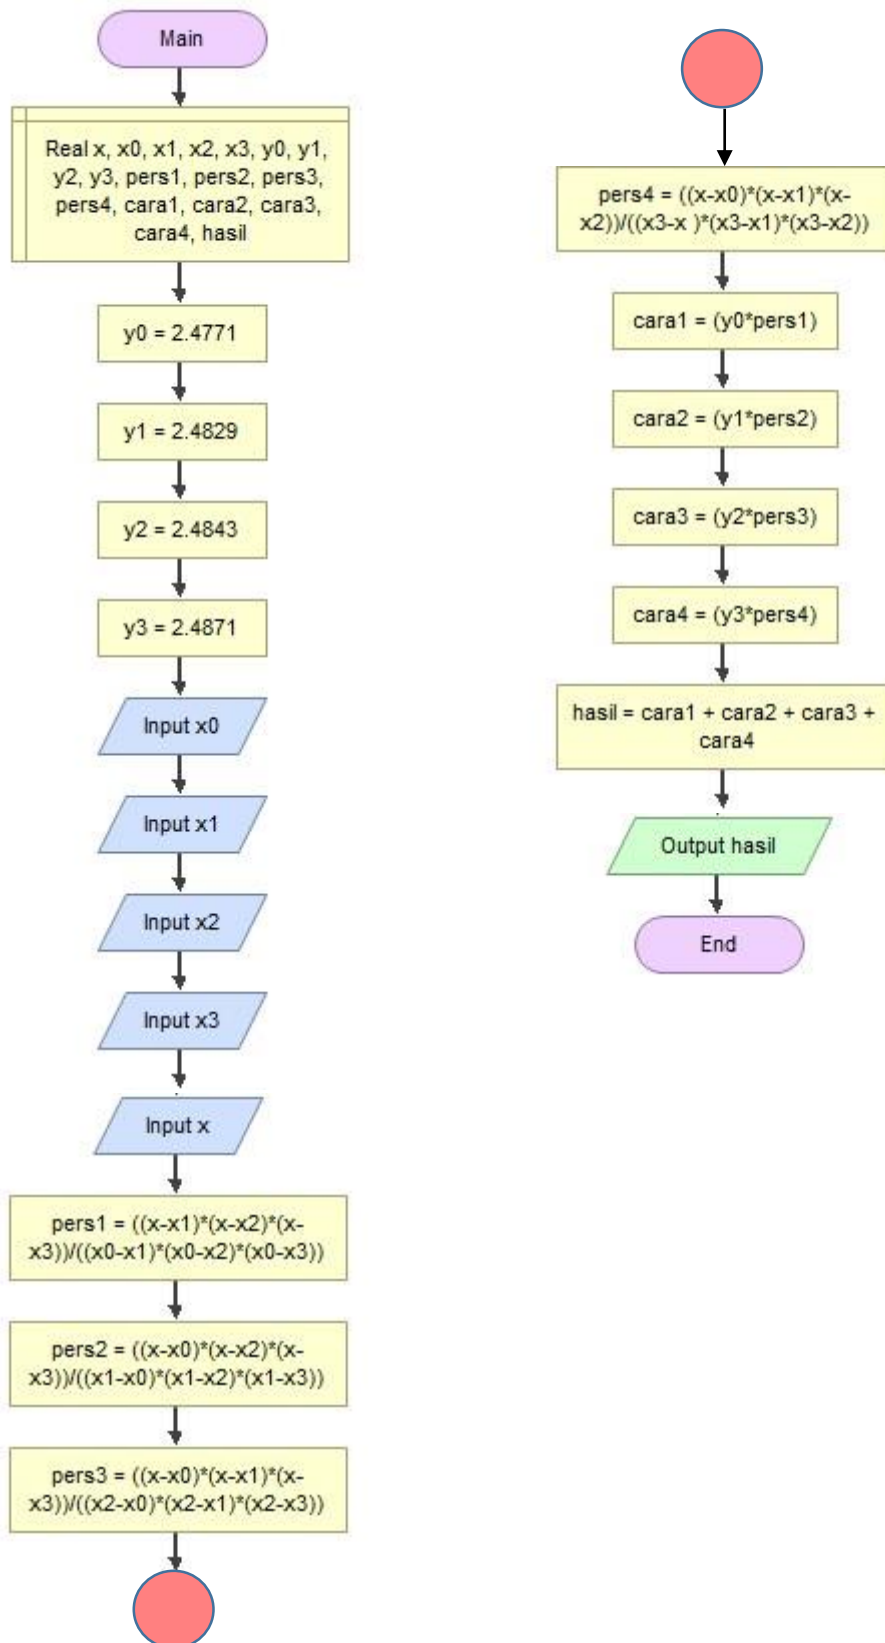 Main
Real x, x0, x1, x2, x3, y0, y1,
y2, y3, pers1, pers2, pers3,
pers4, cara1, cara2, cara3,
cara4, hasil
y0 = 2.4771
y1 = 2.4829
y2 = 2.4843
y3 = 2.4871
Input x0
Input x1
Input x2
Input x3
Input x
pers1 = ((x-x1)*(x-x2)*(x-
x3))/((x0-x1)*(x0-x2)*(x0-x3))
pers2 = ((x-x0)*(x-x2)*(x-
x3))/((x1-x0)*(x1-x2)*(x1-x3))
pers3 = ((x-x0)*(x-x1)*(x-
x3))/((x2-x0)*(x2-x1)*(x2-x3))
pers4 = ((x-x0)*(x-x1)*(x-
x2))/((x3-x )*(x3-x1)*(x3-x2))
cara1 = (y0*pers1)
cara2 = (y1*pers2)
cara3 = (y2*pers3)
cara4 = (y3*pers4)
hasil = cara1 + cara2 + cara3 +
cara4
Output hasil
End